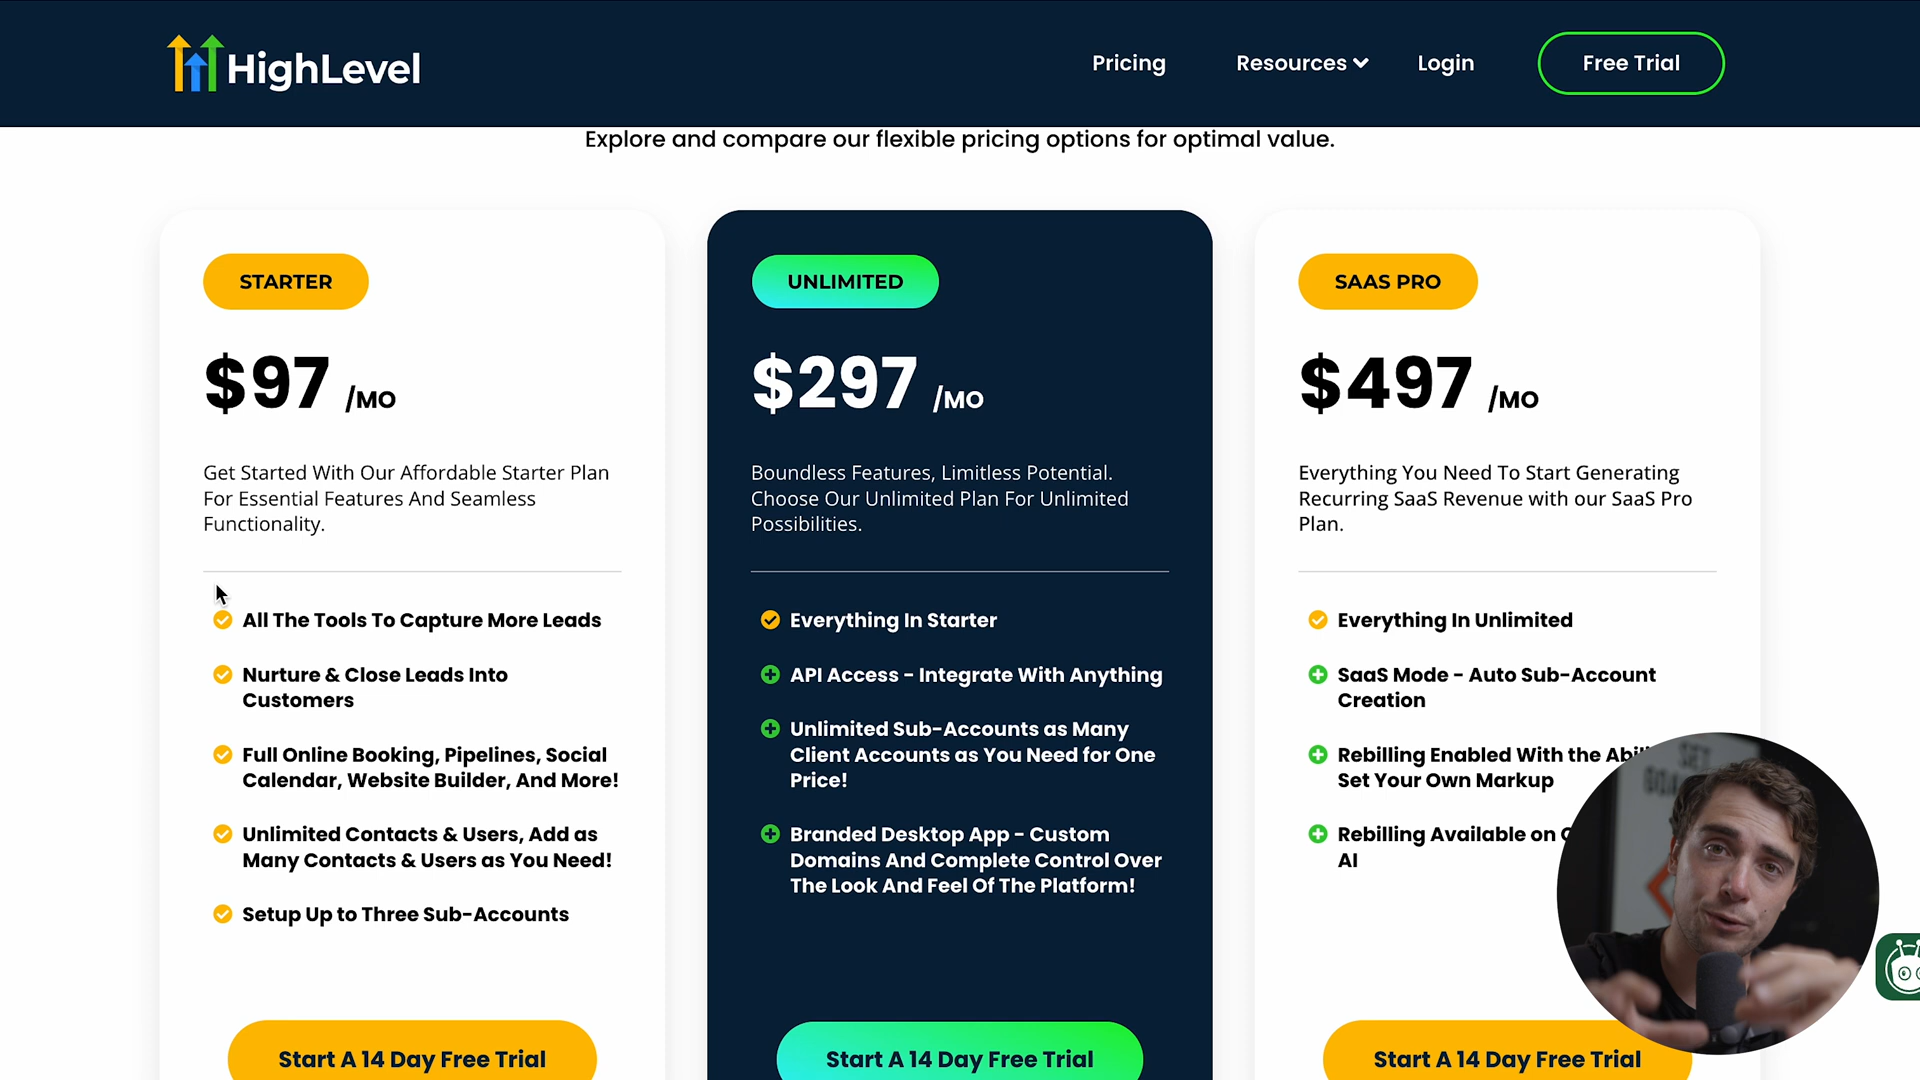 HighLevel
Pricing
Resources
Login
Free Trial
Explore and compare our flexible pricing options for optimal value.
STARTER
$97 /MO
Get Started With Our Affordable Starter Plan
For Essential Features And Seamless
Functionality.
All The Tools To Capture More Leads
Nurture & Close Leads Into
Customers
Full Online Booking, Pipelines, Social
Calendar, Website Builder, And More!
Unlimited Contacts & Users, Add as
Many Contacts & Users as You Need!
Setup Up to Three Sub-Accounts
Start A 14 Day Free Trial
UNLIMITED
$297 /MO
Boundless Features, Limitless Potential.
Choose Our Unlimited Plan For Unlimited
Possibilities.
Everything In Starter
API Access - Integrate With Anything
Unlimited Sub-Accounts as Many
Client Accounts as You Need for One
Price!
Branded Desktop App - Custom
Domains And Complete Control Over
The Look And Feel Of The Platform!
Start A 14 Day Free Trial
SAAS PRO
$497 /MO
Everything You Need To Start Generating
Recurring SaaS Revenue with our SaaS Pro
Plan.
Everything In Unlimited
SaaS Mode - Auto Sub-Account
Creation
Rebilling Enabled With the
Set Your Own Markup
Rebilling Available on
AI
Start A 14 Day Free Trial
SET